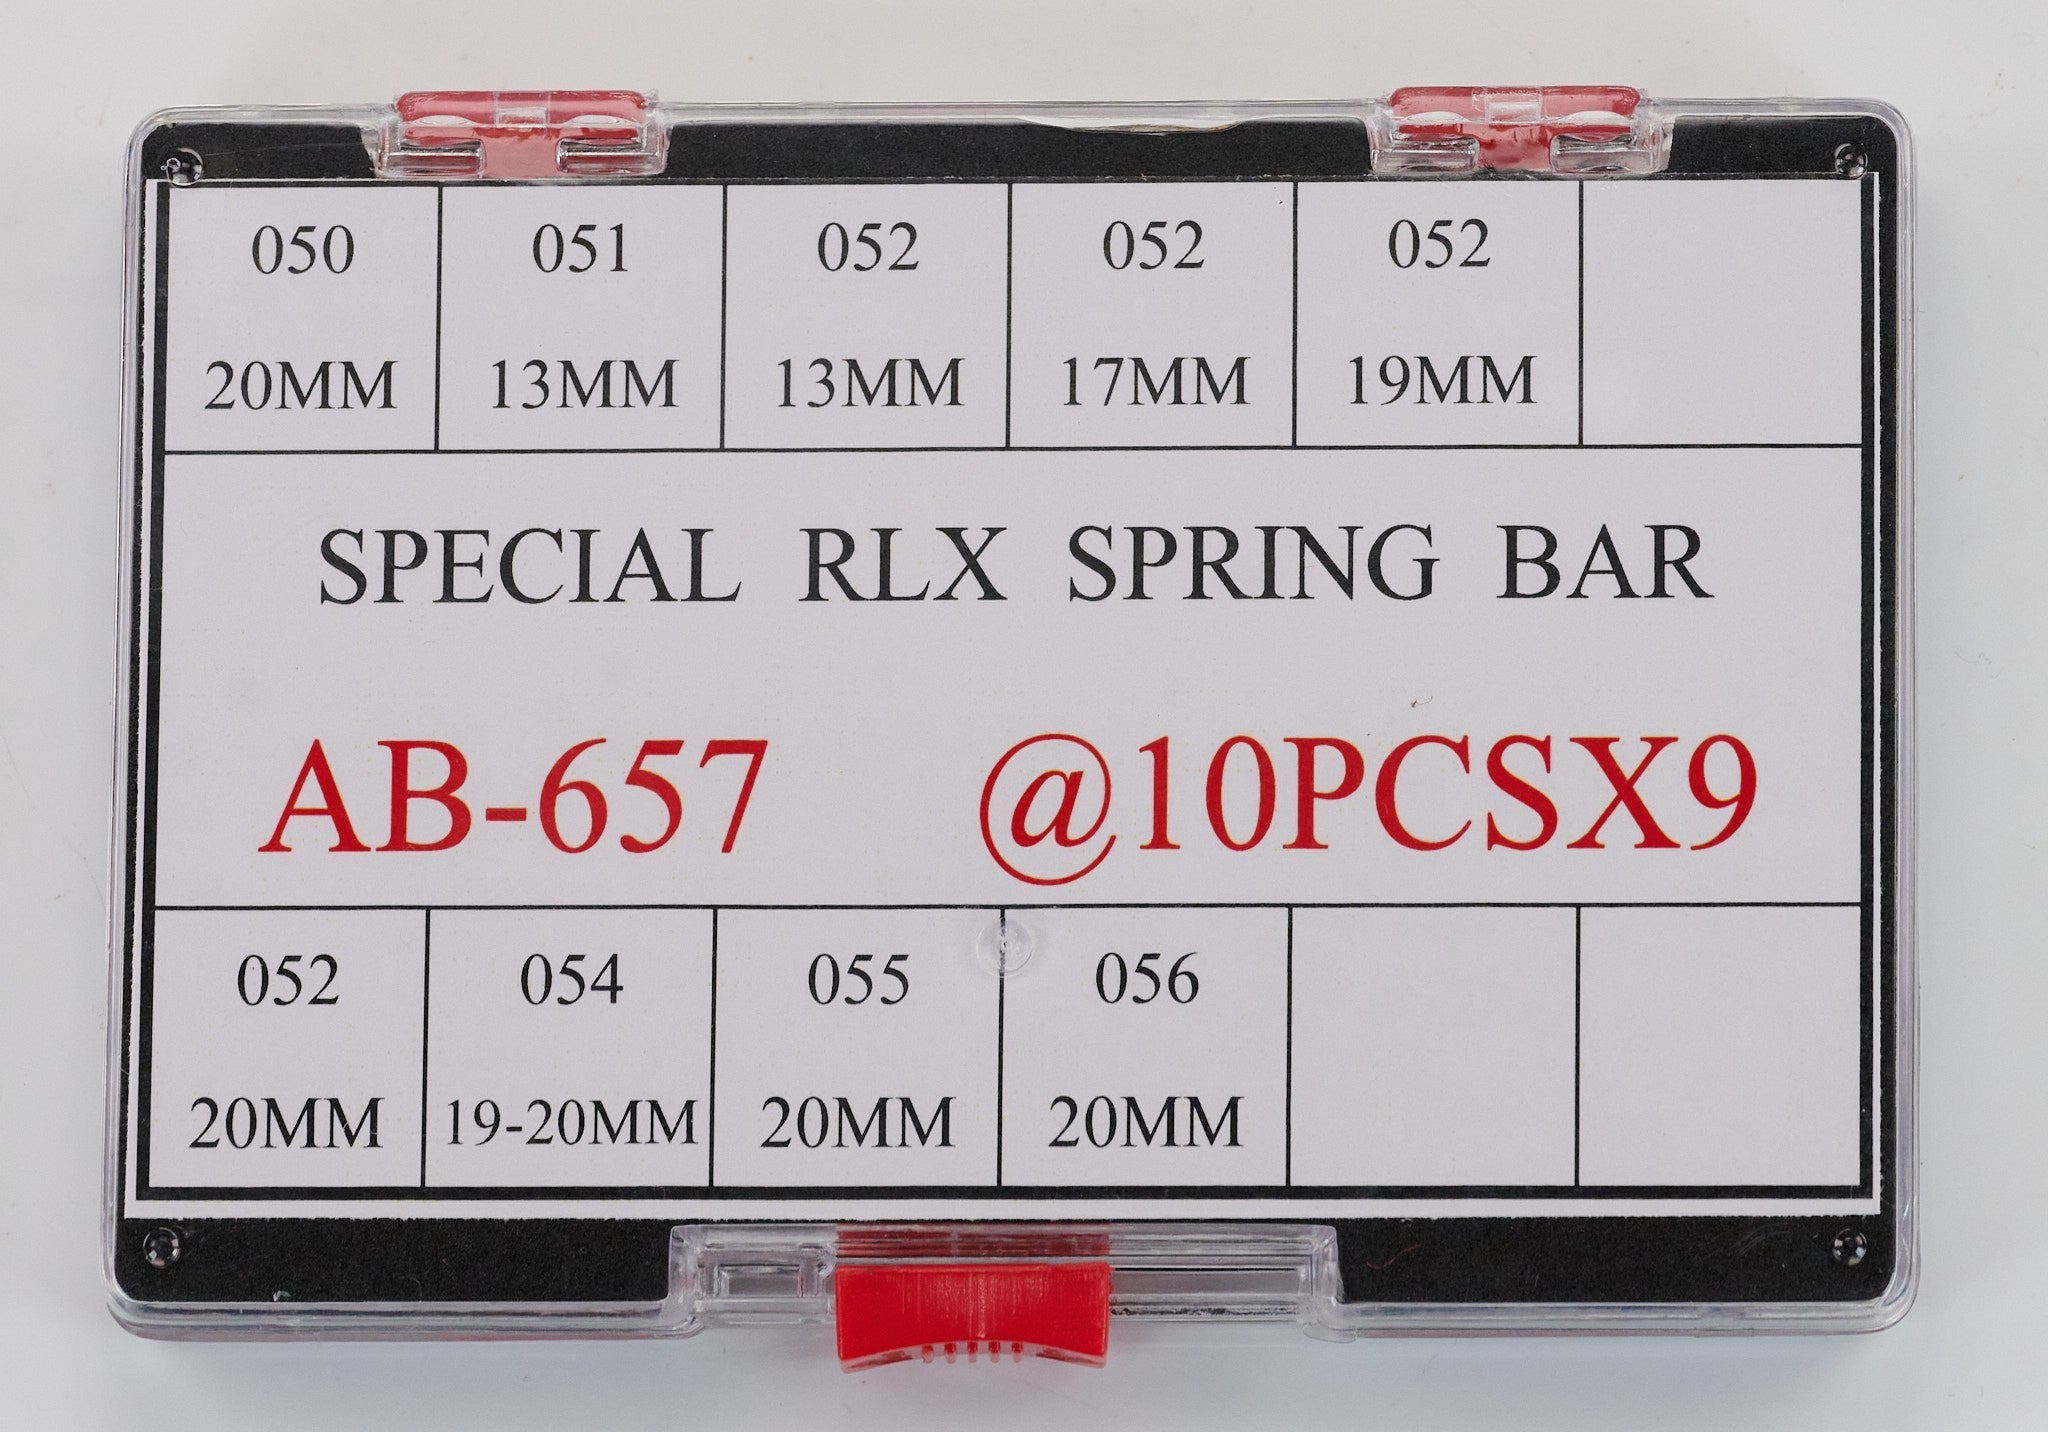 050 051 052 052 052
20MM 13MM 13MM 17MM 19MM
SPECIAL RLX SPRING BAR
AB-657 @10PCSX9
052 054 055 056
20MM 19-20MM 20MM 20MM